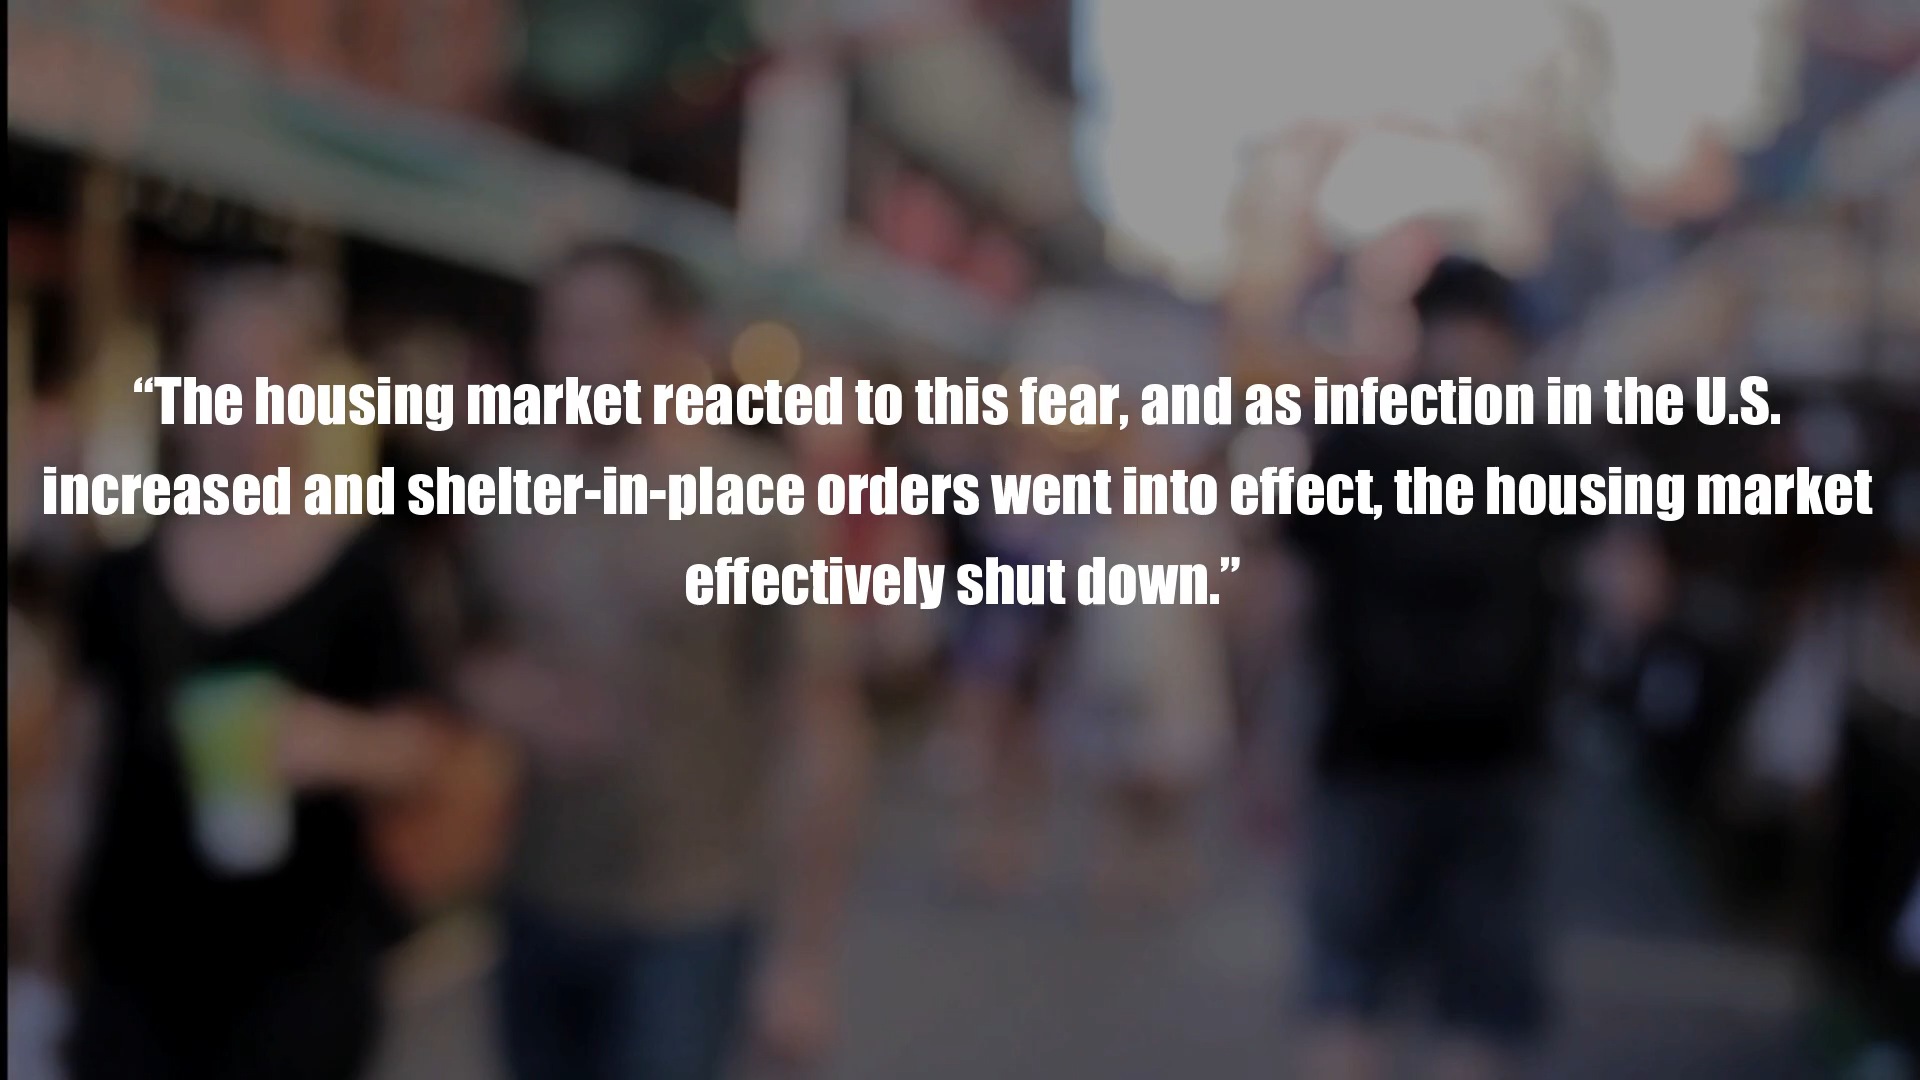 “The housing market reacted to this fear, and as infection in the U.S.
increased and shelter-in-place orders went into effect, the housing market
effectively shut down.”